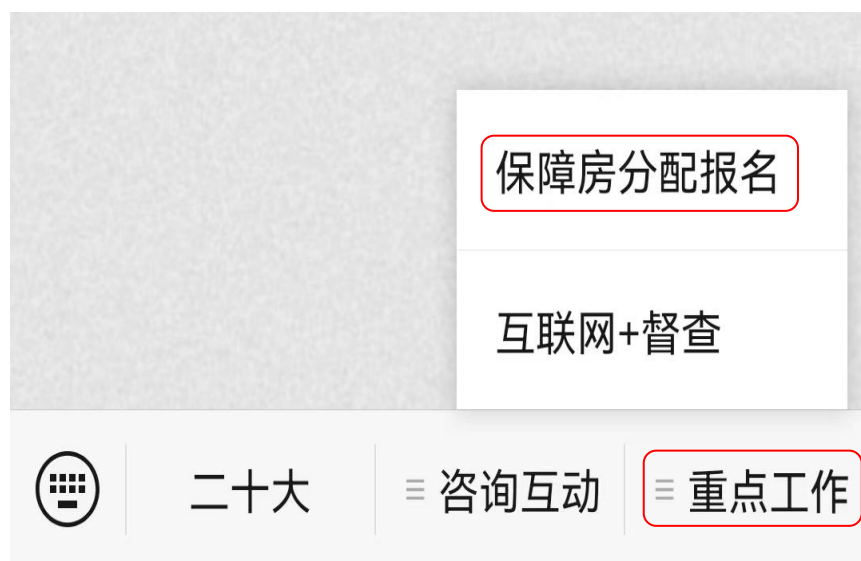 保障房分配报名
互联网+督查
二十大
咨询互动
重点工作